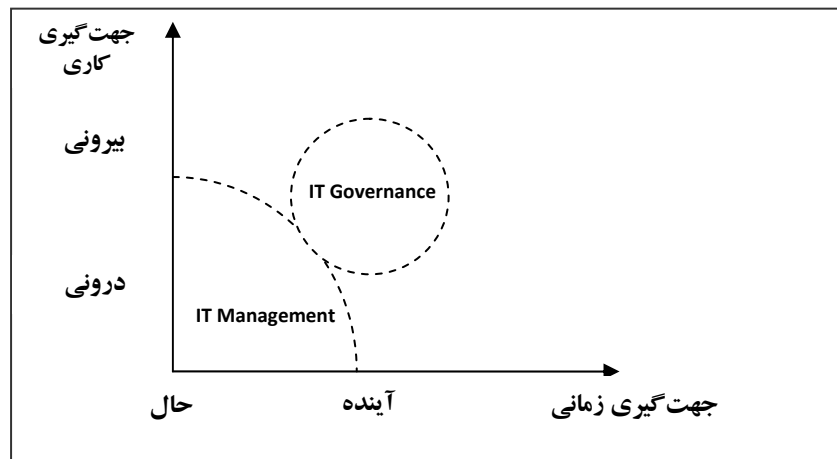 جهت‌گیری
کاری
بیرونی
IT Governance
درونی
IT Management
حال
آینده
جهت‌گیری زمانی